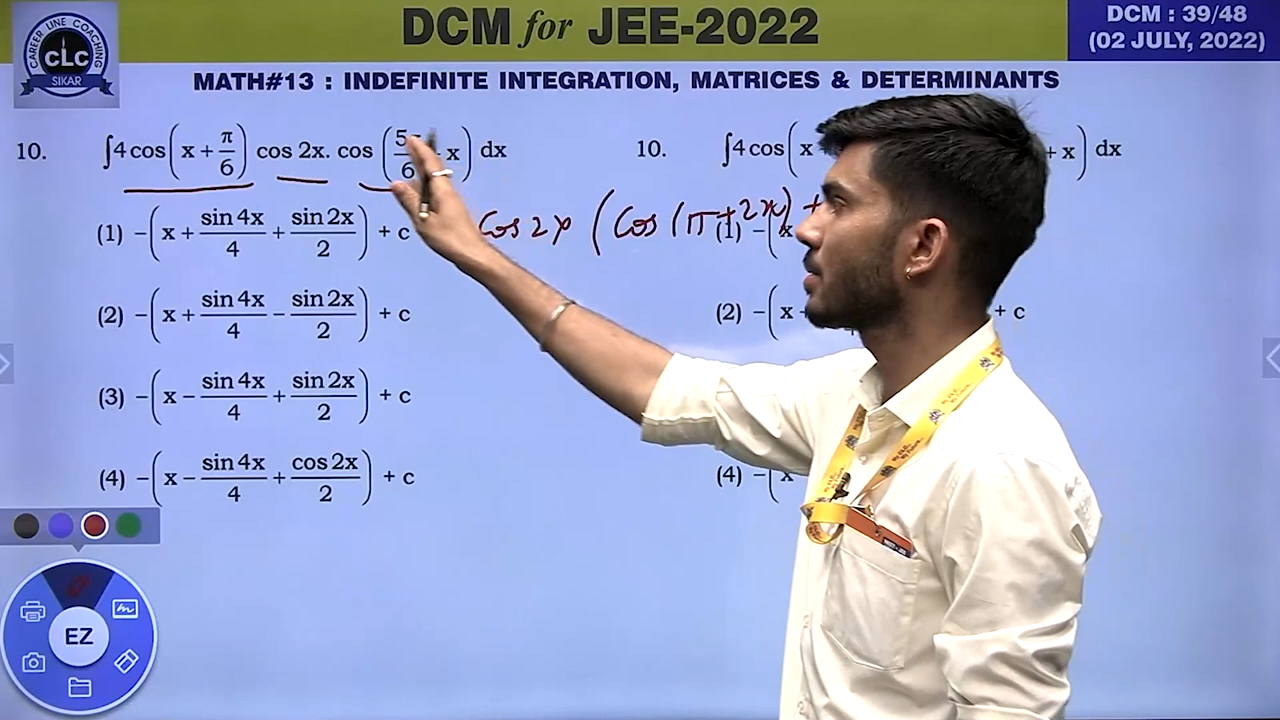 CAREER LINE COACHING
CLC
SIKAR
DCM for JEE-2022
DCM : 39/48
(02 JULY, 2022)
MATH#13 : INDEFINITE INTEGRATION, MATRICES & DETERMINANTS
10. ∫4 cos(x + π/6) cos 2x. cos (5 /6 x) dx
(1) −(x + sin 4x/4 + sin 2x/2) + c
(2) −(x + sin 4x/4 − sin 2x/2) + c
(3) −(x − sin 4x/4 + sin 2x/2) + c
(4) −(x − sin 4x/4 + cos 2x/2) + c
10. ∫4 cos(x + x) dx
cos 2x (cos(π+2x) +
(1) −(x
(2) −(x + c
(4) −(x
EZ